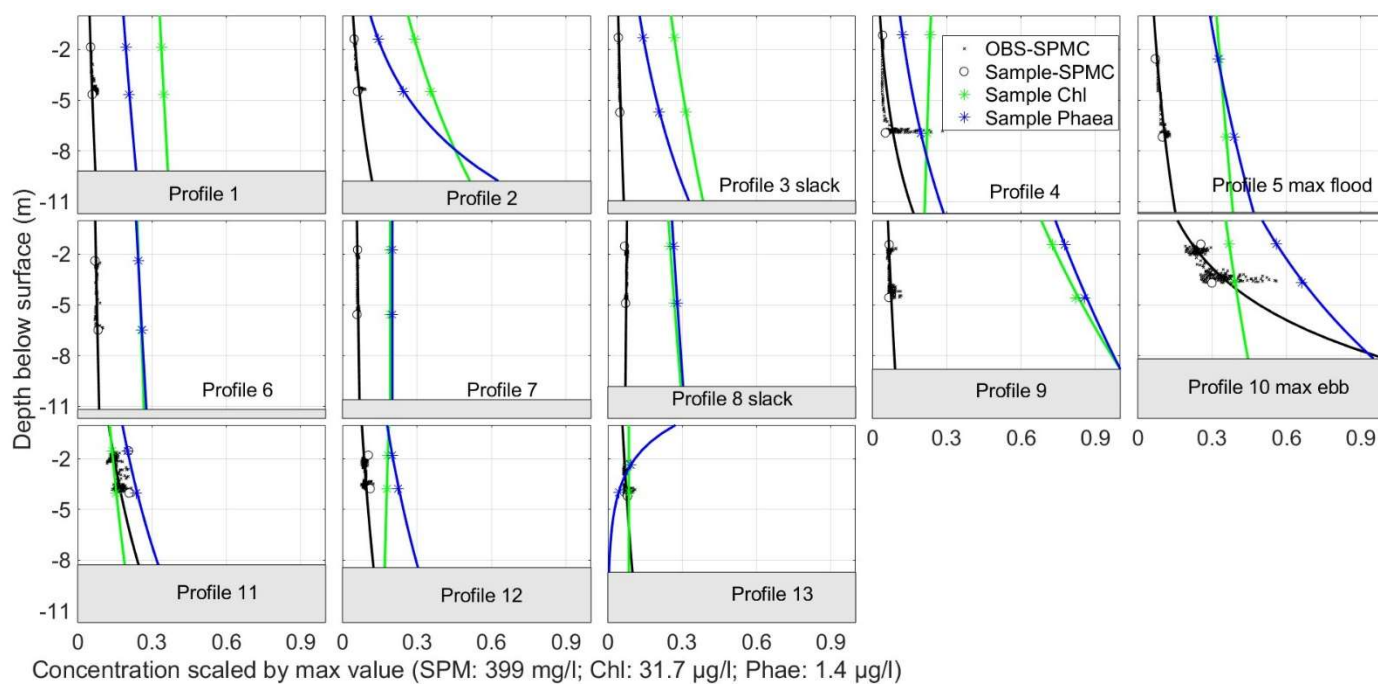 OBS-SPMC
Sample-SPMC
Sample Chl
Sample Phaea
-2
-5
-8
-11
Profile 1
Profile 2
Profile 3 slack
Profile 4
Profile 5 max flood
-2
-5
-8
-11
Profile 6
Profile 7
Profile 8 slack
Profile 9
Profile 10 max ebb
0 0.3 0.6 0.9
0 0.3 0.6 0.9
-2
-5
-8
-11
Profile 11
Profile 12
Profile 13
0 0.3 0.6 0.9
0 0.3 0.6 0.9
0 0.3 0.6 0.9
Depth below surface (m)
Concentration scaled by max value (SPM: 399 mg/l; Chl: 31.7 μg/l; Phae: 1.4 μg/l)